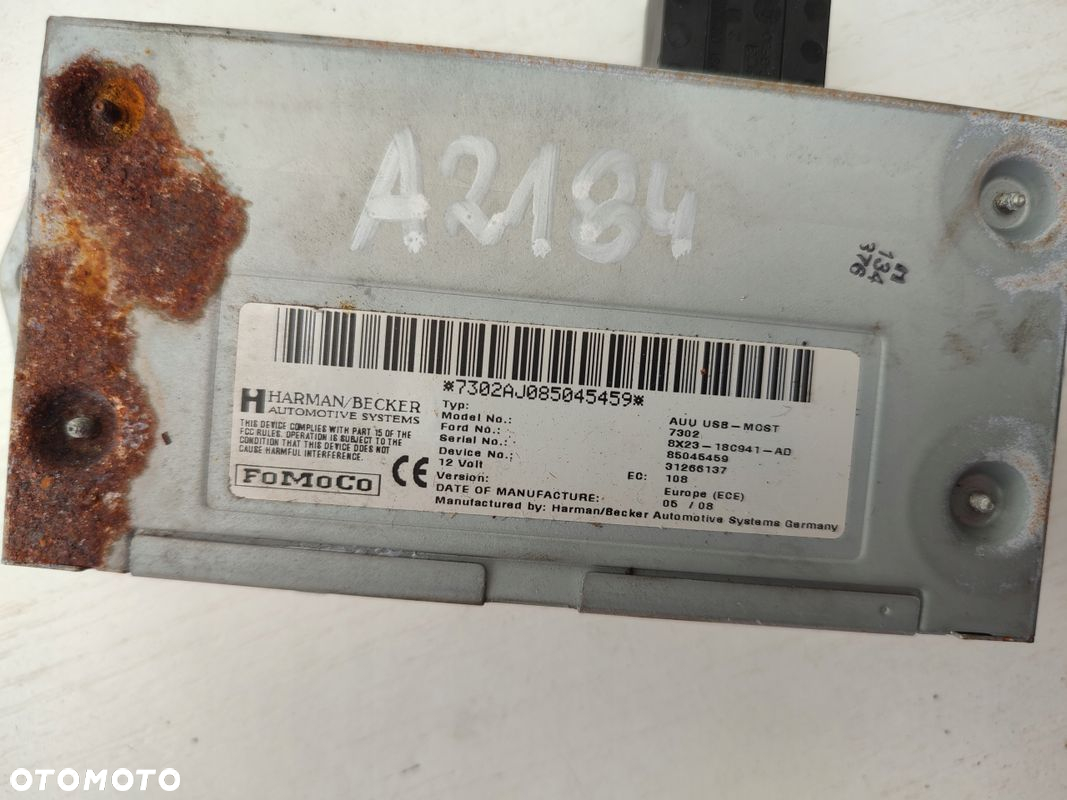 A2184
M
134
376
*7302AJ085045459*
HARMAN/BECKER
AUTOMOTIVE SYSTEMS
THIS DEVICE COMPLIES WITH PART 15 OF THE
FCC RULES. OPERATION IS SUBJECT TO THE
CONDITION THAT THIS DEVICE DOES NOT
CAUSE HARMFUL INTERFERENCE.
FoMoCo
CE
Typ: AUU USB-MOST
Model No.: 7302
Ford No.: 8X23-18C941-AD
Serial No.: 85045459
Device No.: 31266137
12 Volt EC: 108
Version: Europe (ECE)
DATE OF MANUFACTURE: 05 / 08
Manufactured by: Harman/Becker Automotive Systems Germany
OTOMOTO